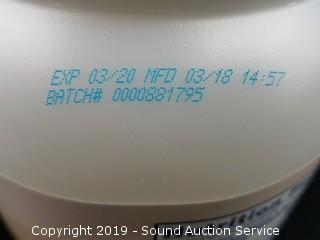 EXP 03/20 MFD 03/18 14:57
BATCH# 0000881795
Copyright 2019 - Sound Auction Service